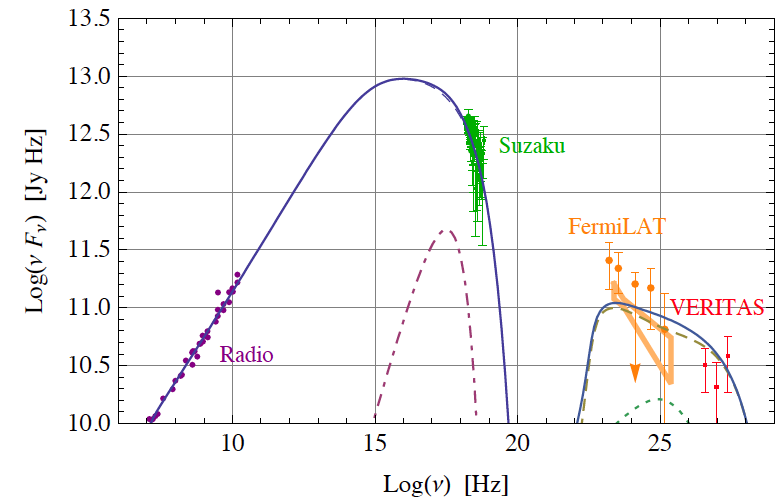 13.5
13.0
12.5
12.0
11.5
11.0
10.5
10.0
Log(ν Fν) [Jy Hz]
Suzaku
FermiLAT
VERITAS
Radio
10
15
20
25
Log(ν) [Hz]